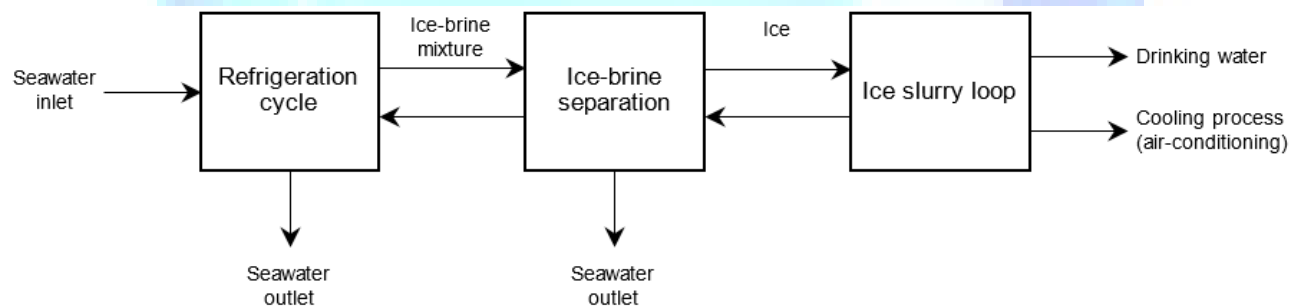 Seawater
inlet
Refrigeration
cycle
Ice-brine
mixture
Ice-brine
separation
Ice
Ice slurry loop
Drinking water
Cooling process
(air-conditioning)
Seawater
outlet
Seawater
outlet